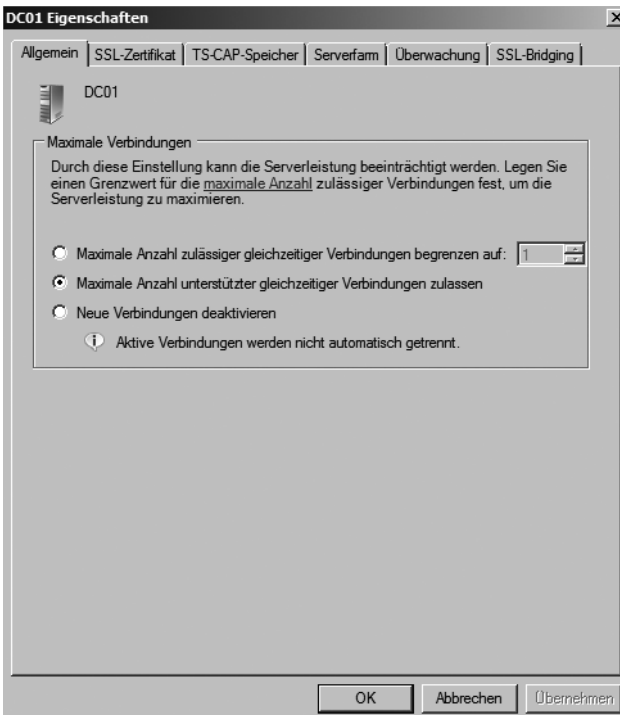 DC01 Eigenschaften
Allgemein SSL-Zertifikat TS-CAP-Speicher Serverfarm Überwachung SSL-Bridging
DC01
Maximale Verbindungen
Durch diese Einstellung kann die Serverleistung beeinträchtigt werden. Legen Sie
einen Grenzwert für die maximale Anzahl zulässiger Verbindungen fest, um die
Serverleistung zu maximieren.
Maximale Anzahl zulässiger gleichzeitiger Verbindungen begrenzen auf: 1
Maximale Anzahl unterstützter gleichzeitiger Verbindungen zulassen
Neue Verbindungen deaktivieren
Aktive Verbindungen werden nicht automatisch getrennt.
OK Abbrechen Übernehmen